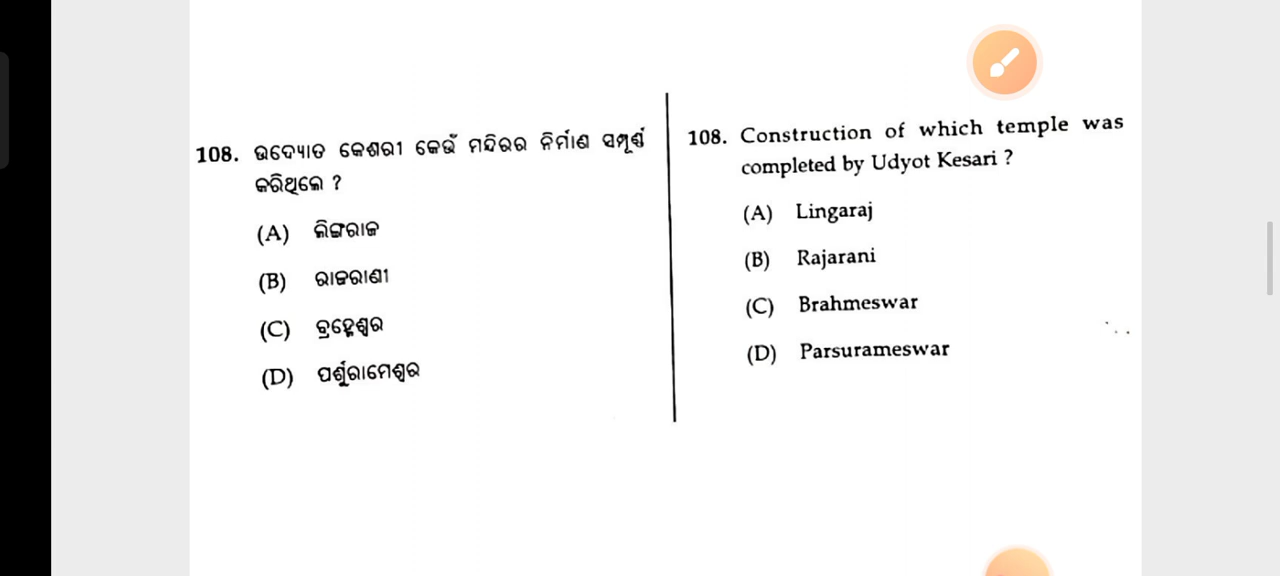 108. ଉଦ୍ୟୋତ କେଶରୀ କେଉଁ ମନ୍ଦିରର ନିର୍ମାଣ ସମ୍ପୂର୍ଣ୍ଣ
କରିଥିଲେ ?
(A) ଲିଙ୍ଗରାଜ
(B) ରାଜରାଣୀ
(C) ବ୍ରହ୍ମେଶ୍ୱର
(D) ପର୍ଶୁରାମେଶ୍ୱର
108. Construction of which temple was
completed by Udyot Kesari ?
(A) Lingaraj
(B) Rajarani
(C) Brahmeswar
(D) Parsurameswar